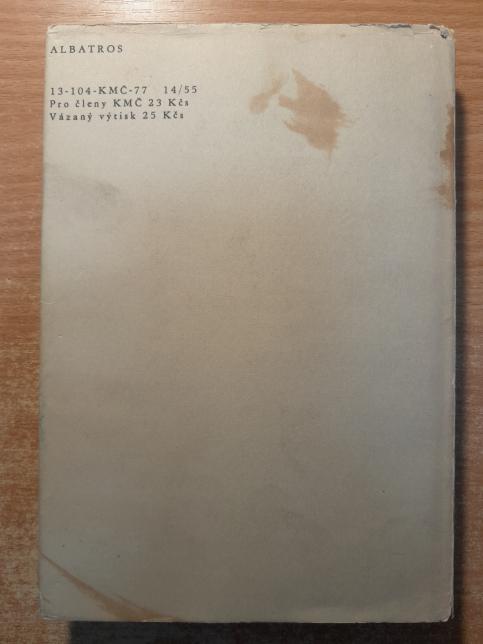 ALBATROS
13-104-KMČ-77 14/55
Pro členy KMČ 23 Kčs
Vázaný výtisk 25 Kčs